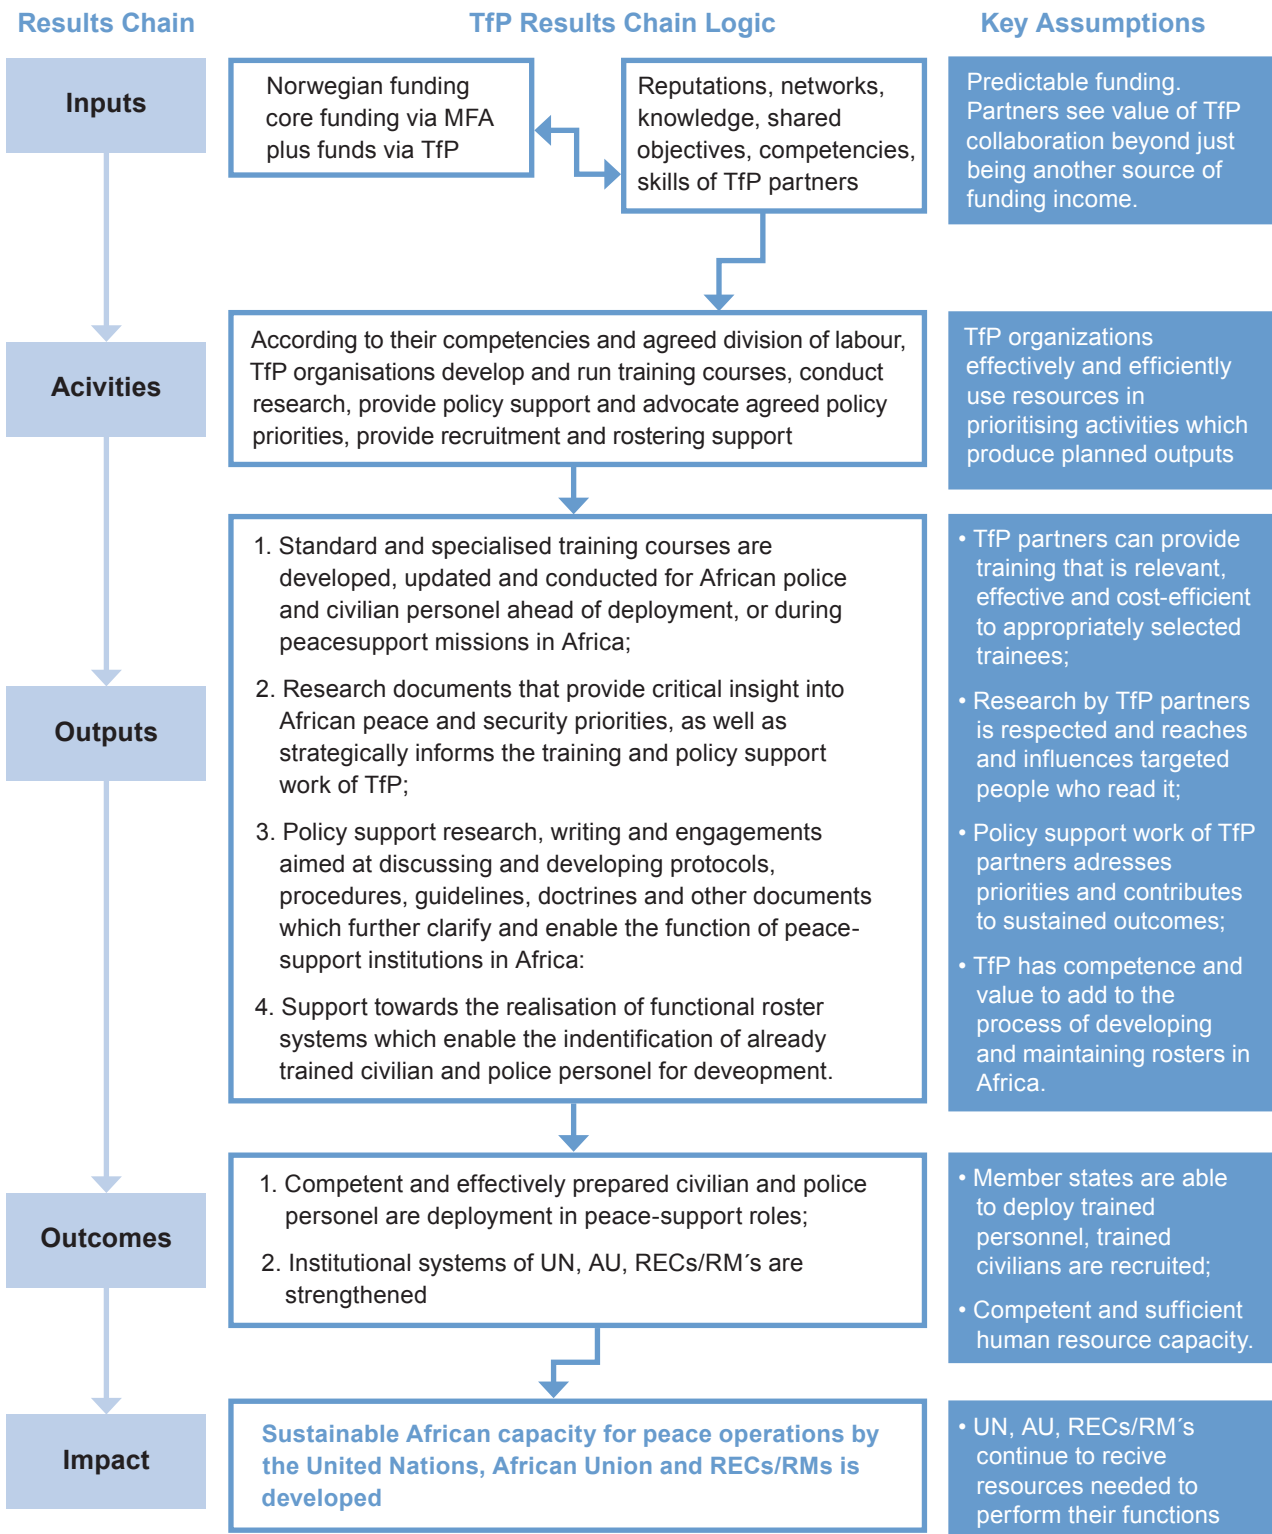 Results Chain
TfP Results Chain Logic
Key Assumptions
Inputs
Norwegian funding
core funding via MFA
plus funds via TfP
Reputations, networks,
knowledge, shared
objectives, competencies,
skills of TfP partners
Predictable funding.
Partners see value of TfP
collaboration beyond just
being another source of
funding income.
Acivities
According to their competencies and agreed division of labour,
TfP organisations develop and run training courses, conduct
research, provide policy support and advocate agreed policy
priorities, provide recruitment and rostering support
TfP organizations
effectively and efficiently
use resources in
prioritising activities which
produce planned outputs
Outputs
1. Standard and specialised training courses are
developed, updated and conducted for African police
and civilian personel ahead of deployment, or during
peacesupport missions in Africa;
2. Research documents that provide critical insight into
African peace and security priorities, as well as
strategically informs the training and policy support
work of TfP;
3. Policy support research, writing and engagements
aimed at discussing and developing protocols,
procedures, guidelines, doctrines and other documents
which further clarify and enable the function of peace-
support institutions in Africa:
4. Support towards the realisation of functional roster
systems which enable the indentification of already
trained civilian and police personel for deveopment.
• TfP partners can provide
training that is relevant,
effective and cost-efficient
to appropriately selected
trainees;
• Research by TfP partners
is respected and reaches
and influences targeted
people who read it;
• Policy support work of TfP
partners adresses
priorities and contributes
to sustained outcomes;
• TfP has competence and
value to add to the
process of developing
and maintaining rosters in
Africa.
Outcomes
1. Competent and effectively prepared civilian and police
personel are deployment in peace-support roles;
2. Institutional systems of UN, AU, RECs/RM´s are
strengthened
• Member states are able
to deploy trained
personnel, trained
civilians are recruited;
• Competent and sufficient
human resource capacity.
Impact
Sustainable African capacity for peace operations by
the United Nations, African Union and RECs/RMs is
developed
• UN, AU, RECs/RM´s
continue to recive
resources needed to
perform their functions